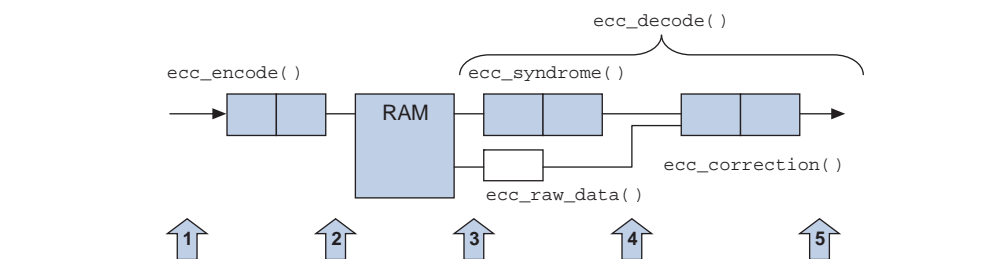 ecc_decode()
ecc_encode()
ecc_syndrome()
RAM
ecc_correction()
ecc_raw_data()
1
2
3
4
5